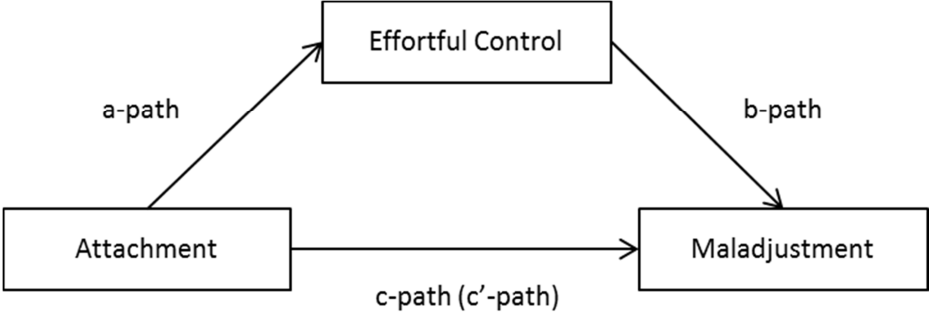 Effortful Control
a-path
b-path
Attachment
Maladjustment
c-path (c’-path)